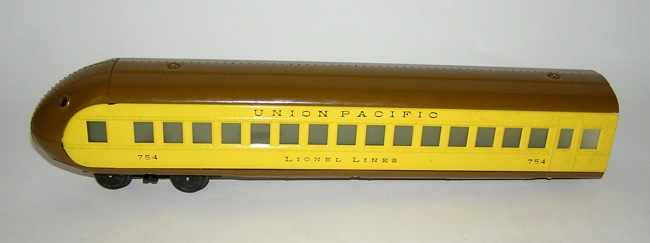 UNION PACIFIC
754
LIONEL LINES
754